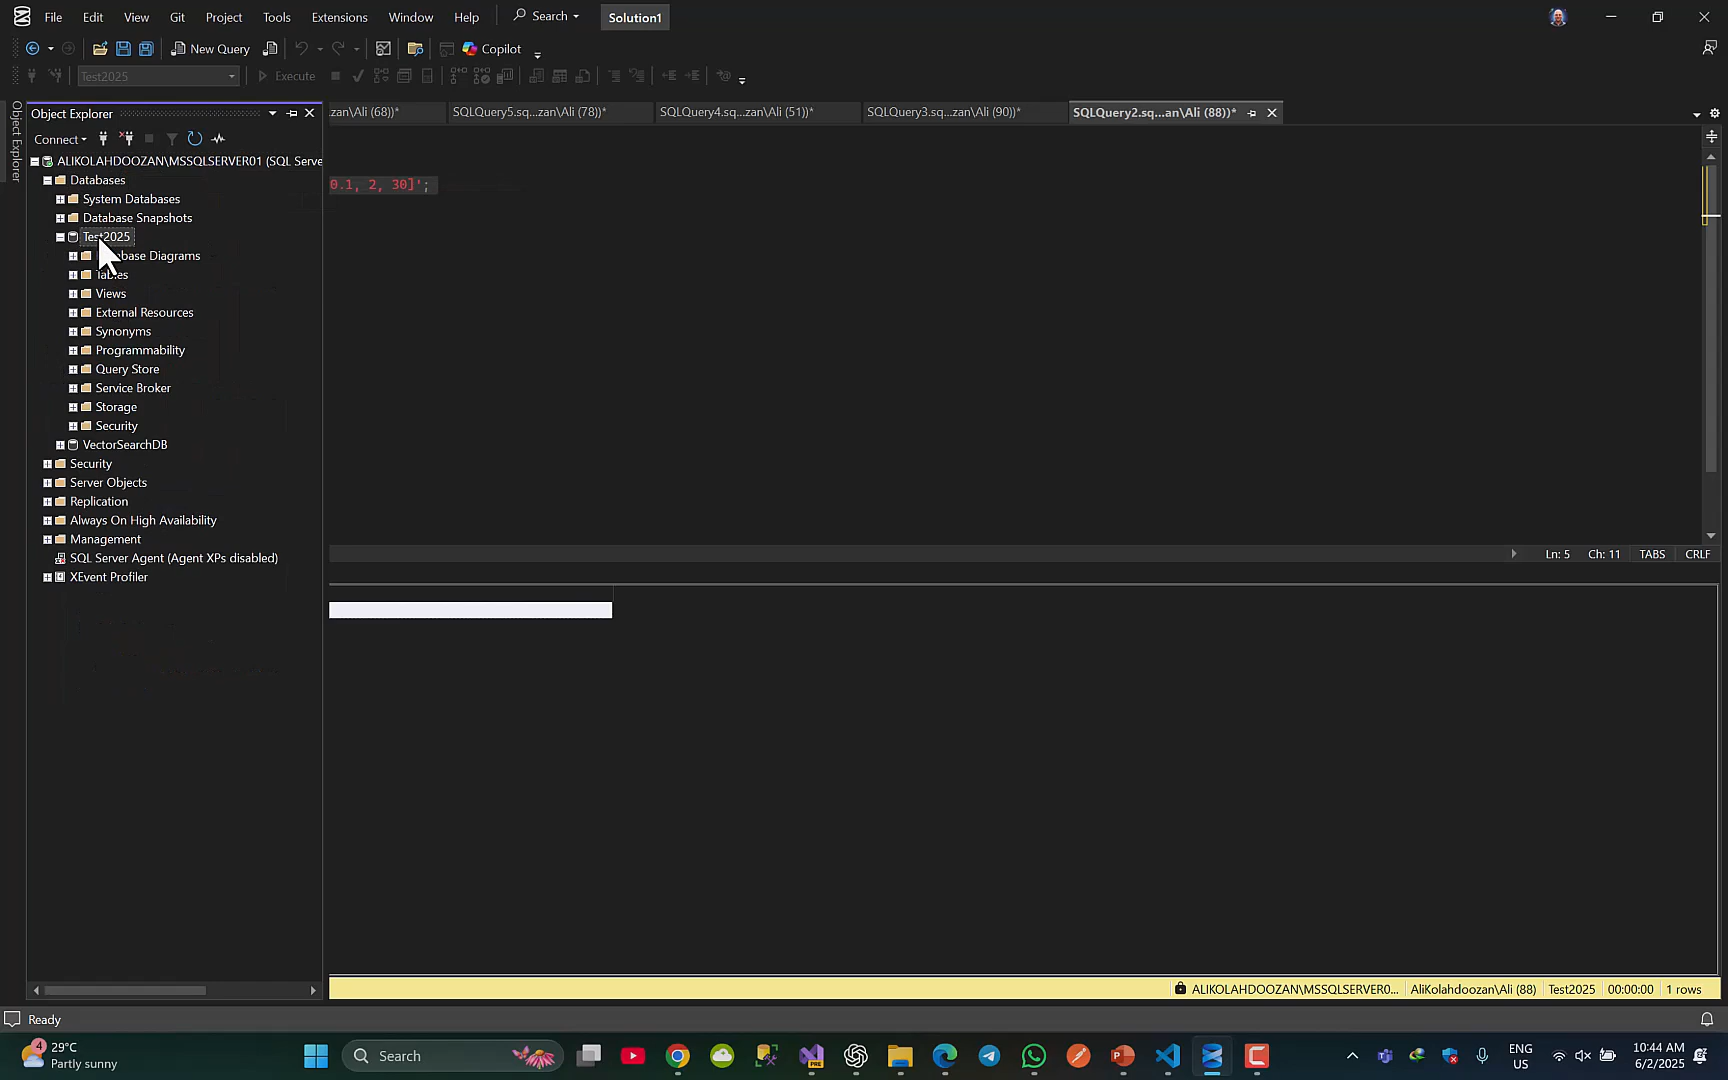 File Edit View Git Project Tools Extensions Window Help Search Solution1
New Query Copilot
Test2025 Execute
Object Explorer
Object Explorer
zan\Ali (68))* SQLQuery5.sq...zan\Ali (78))* SQLQuery4.sq...zan\Ali (51))* SQLQuery3.sq...zan\Ali (90))* SQLQuery2.sq...an\Ali (88))*
Connect
ALIKOLAHDOOZAN\MSSQLSERVER01 (SQL Serve
Databases
0.1, 2, 30]';
System Databases
Database Snapshots
Test2025
base Diagrams
Views
External Resources
Synonyms
Programmability
Query Store
Service Broker
Storage
Security
VectorSearchDB
Security
Server Objects
Replication
Always On High Availability
Management
SQL Server Agent (Agent XPs disabled)
XEvent Profiler
Ln: 5 Ch: 11 TABS CRLF
ALIKOLAHDOOZAN\MSSQLSERVER0... AliKolahdoozan\Ali (88) Test2025 00:00:00 1 rows
Ready
4 29°C
Partly sunny
Search
ENG
US
10:44 AM
6/2/2025